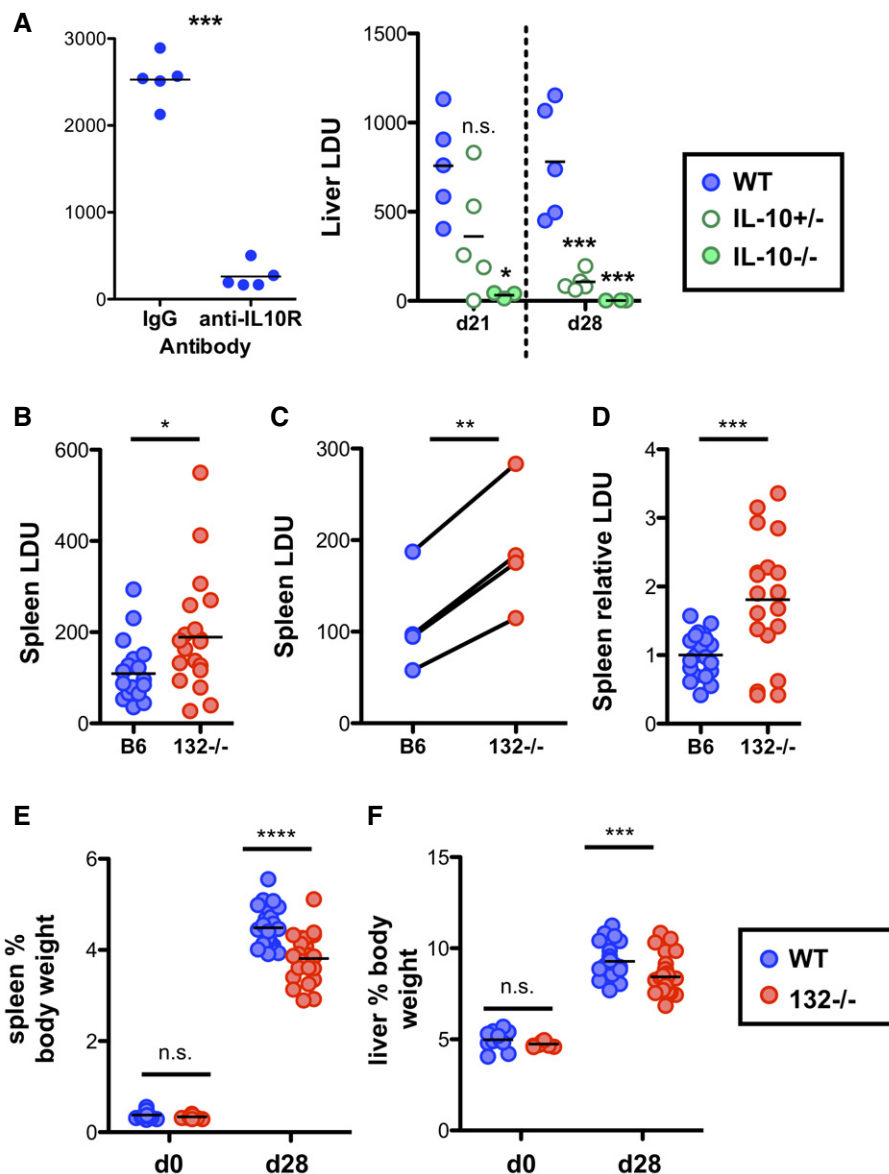 A
***
3000
2000
1000
0
IgG anti-IL10R
Antibody
Liver LDU
1500
1000
500
0
n.s.
*
***
***
d21 d28
WT
IL-10+/-
IL-10-/-
B
*
Spleen LDU
600
400
200
0
B6 132-/-
C
**
Spleen LDU
300
200
100
0
B6 132-/-
D
***
Spleen relative LDU
4
3
2
1
0
B6 132-/-
E
****
spleen %
body weight
6
4
2
0
n.s.
d0 d28
F
***
liver % body
weight
15
10
5
0
n.s.
d0 d28
WT
132-/-